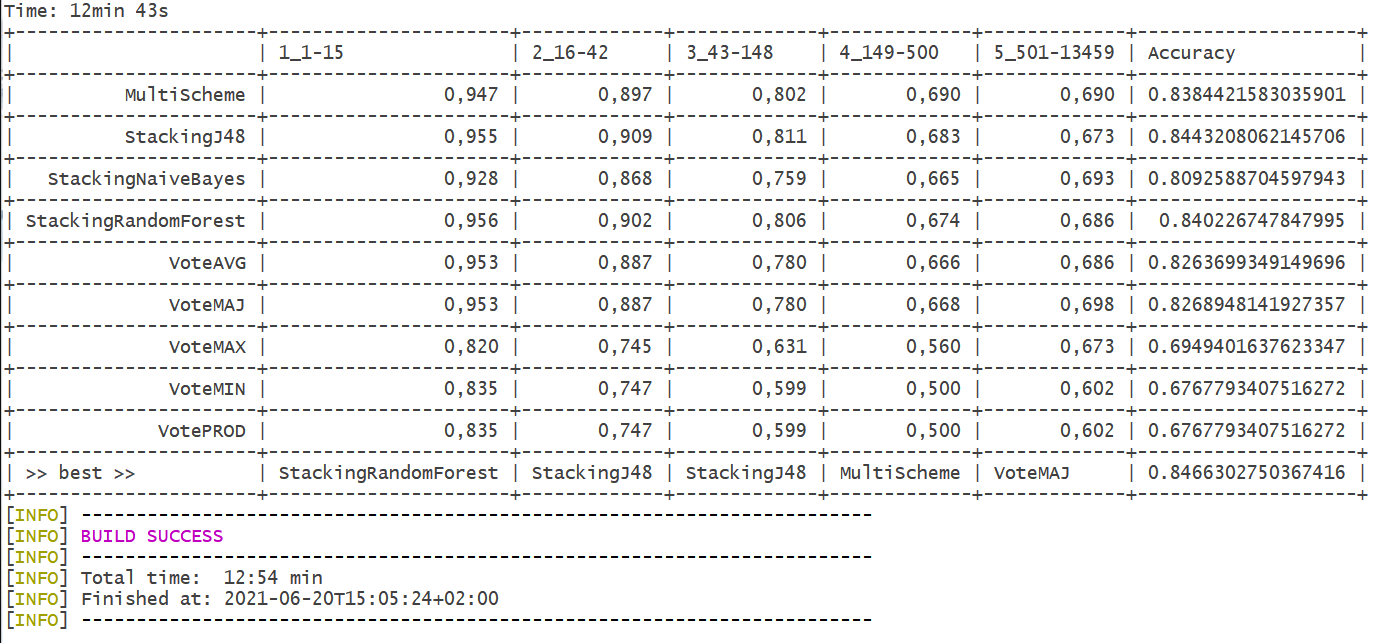 Time: 12min 43s
+----------------------+----------------------+-------------+-------------+-------------+-------------+--------------------+
|                      | 1_1-15               | 2_16-42     | 3_43-148    | 4_149-500   | 5_501-13459 | Accuracy           |
+----------------------+----------------------+-------------+-------------+-------------+-------------+--------------------+
|          MultiScheme |                0,947 |       0,897 |       0,802 |       0,690 |       0,690 | 0.8384421583035901 |
+----------------------+----------------------+-------------+-------------+-------------+-------------+--------------------+
|          StackingJ48 |                0,955 |       0,909 |       0,811 |       0,683 |       0,673 | 0.8443208062145706 |
+----------------------+----------------------+-------------+-------------+-------------+-------------+--------------------+
|   StackingNaiveBayes |                0,928 |       0,868 |       0,759 |       0,665 |       0,693 | 0.8092588704597943 |
+----------------------+----------------------+-------------+-------------+-------------+-------------+--------------------+
| StackingRandomForest |                0,956 |       0,902 |       0,806 |       0,674 |       0,686 |  0.840226747847995 |
+----------------------+----------------------+-------------+-------------+-------------+-------------+--------------------+
|              VoteAVG |                0,953 |       0,887 |       0,780 |       0,666 |       0,686 | 0.8263699349149696 |
+----------------------+----------------------+-------------+-------------+-------------+-------------+--------------------+
|              VoteMAJ |                0,953 |       0,887 |       0,780 |       0,668 |       0,698 | 0.8268948141927357 |
+----------------------+----------------------+-------------+-------------+-------------+-------------+--------------------+
|              VoteMAX |                0,820 |       0,745 |       0,631 |       0,560 |       0,673 | 0.6949401637623347 |
+----------------------+----------------------+-------------+-------------+-------------+-------------+--------------------+
|              VoteMIN |                0,835 |       0,747 |       0,599 |       0,500 |       0,602 | 0.6767793407516272 |
+----------------------+----------------------+-------------+-------------+-------------+-------------+--------------------+
|             VotePROD |                0,835 |       0,747 |       0,599 |       0,500 |       0,602 | 0.6767793407516272 |
+----------------------+----------------------+-------------+-------------+-------------+-------------+--------------------+
| >> best >>           | StackingRandomForest | StackingJ48 | StackingJ48 | MultiScheme | VoteMAJ     | 0.8466302750367416 |
+----------------------+----------------------+-------------+-------------+-------------+-------------+--------------------+
[INFO] ------------------------------------------------------------------------
[INFO] BUILD SUCCESS
[INFO] ------------------------------------------------------------------------
[INFO] Total time:  12:54 min
[INFO] Finished at: 2021-06-20T15:05:24+02:00
[INFO] ------------------------------------------------------------------------